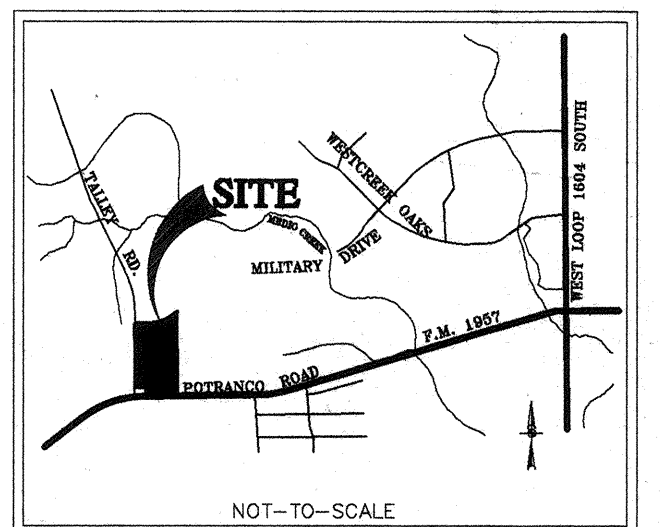 WESTCREEK OAKS
WEST LOOP 1604 SOUTH
TALLEY RD.
SITE
MEDIO CREEK
MILITARY DRIVE
F.M. 1957
POTRANCO ROAD
NOT-TO-SCALE